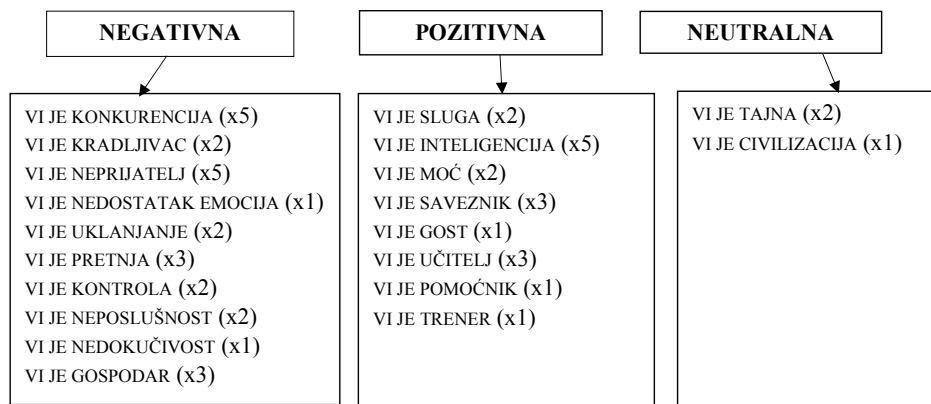 NEGATIVNA
VI JE KONKURENCIJA (x5)
VI JE KRADLJIVAC (x2)
VI JE NEPRIJATELJ (x5)
VI JE NEDOSTATAK EMOCIJA (x1)
VI JE UKLANJANJE (x2)
VI JE PRETNJA (x3)
VI JE KONTROLA (x2)
VI JE NEPOSLUŠNOST (x2)
VI JE NEDOKUČIVOST (x1)
VI JE GOSPODAR (x3)
POZITIVNA
VI JE SLUGA (x2)
VI JE INTELIGENCIJA (x5)
VI JE MOĆ (x2)
VI JE SAVEZNIK (x3)
VI JE GOST (x1)
VI JE UČITELJ (x3)
VI JE POMOĆNIK (x1)
VI JE TRENER (x1)
NEUTRALNA
VI JE TAJNA (x2)
VI JE CIVILIZACIJA (x1)